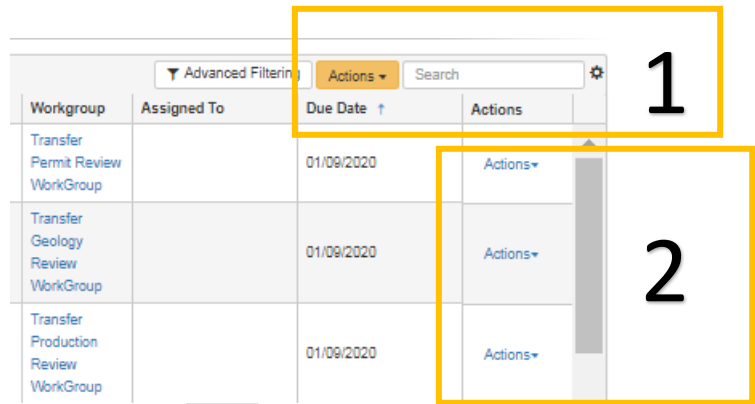 Advanced Filtering Actions Search
1
Workgroup Assigned To Due Date ↑ Actions
Transfer
Permit Review
WorkGroup
01/09/2020
Actions
Transfer
Geology
Review
WorkGroup
01/09/2020
Actions
2
Transfer
Production
Review
WorkGroup
01/09/2020
Actions